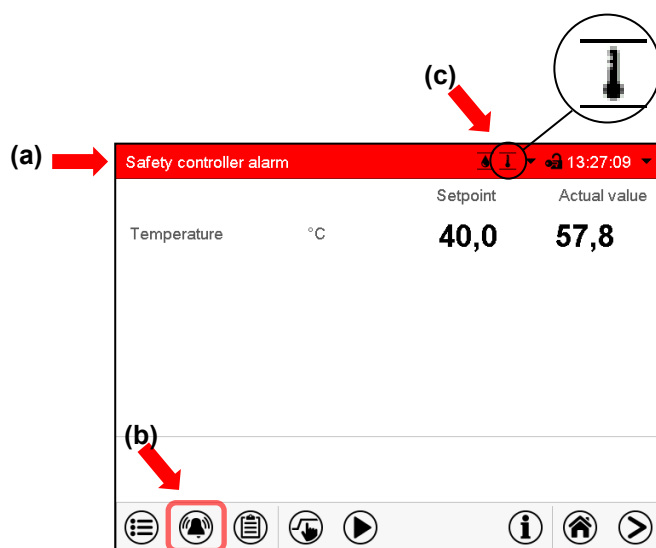 (c)
(a)
Safety controller alarm 13:27:09
Setpoint Actual value
Temperature °C 40,0 57,8
(b)